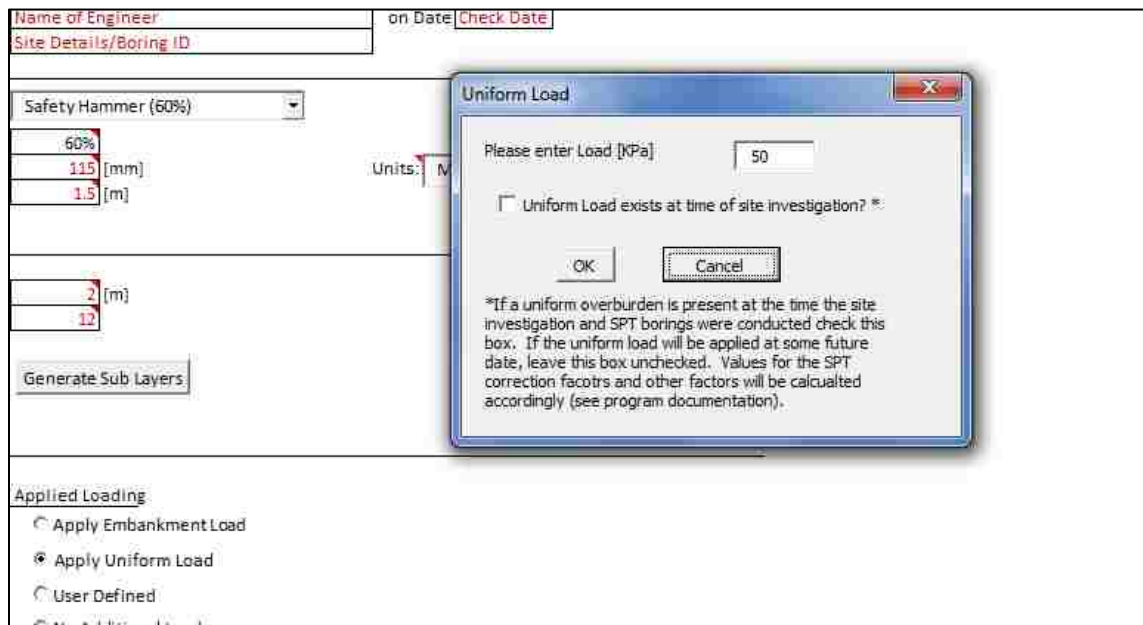 Name of Engineer on Date Check Date
Site Details/Boring ID
Uniform Load
Safety Hammer (60%)
60%
115 [mm] Units: M
1.5 [m]
Please enter Load [KPa] 50
Uniform Load exists at time of site investigation? *
OK Cancel
2 [m]
12
*If a uniform overburden is present at the time the site
investigation and SPT borings were conducted check this
box. If the uniform load will be applied at some future
date, leave this box unchecked. Values for the SPT
correction facotrs and other factors will be calcualted
accordingly (see program documentation).
Generate Sub Layers
Applied Loading
Apply Embankment Load
Apply Uniform Load
User Defined